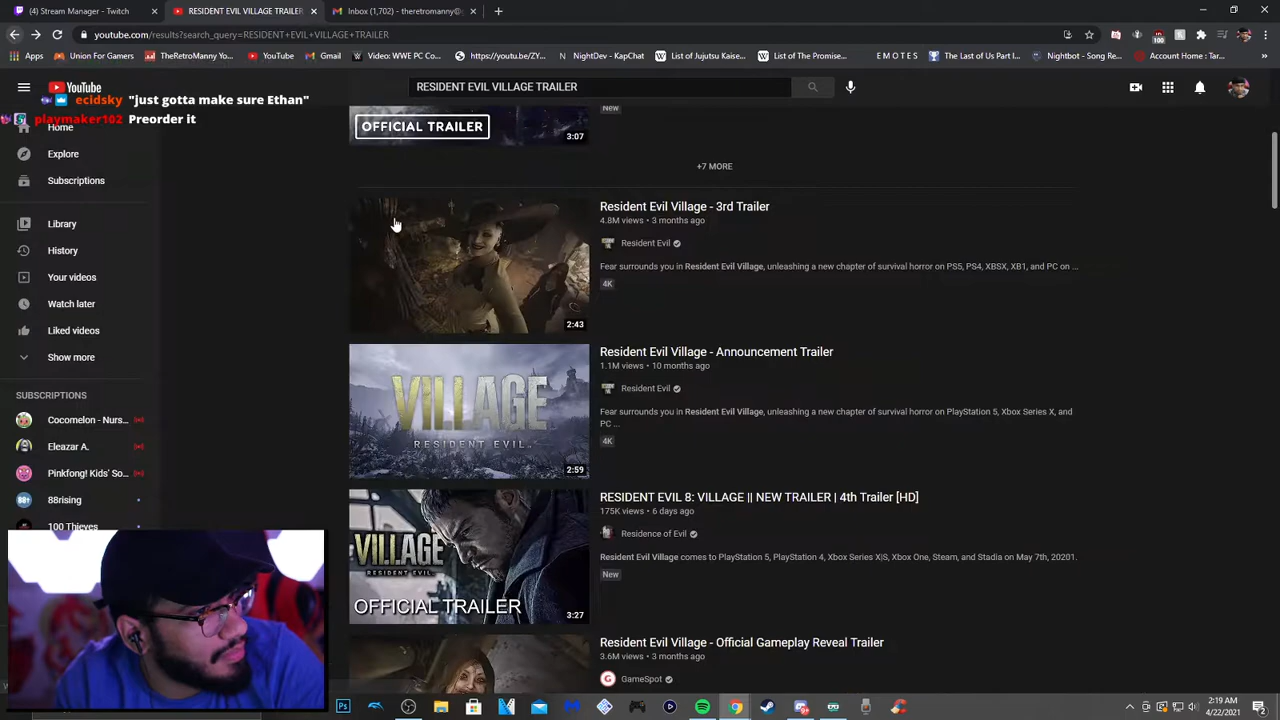 (4) Stream Manager - Twitch
RESIDENT EVIL VILLAGE TRAILER
Inbox (1,702) - theretromanny@
youtube.com/results?search_query=RESIDENT+EVIL+VILLAGE+TRAILER
100
Apps
Um Union For Gamers
TheRetroManny
YouTube
Gmail
Video: WWE PC Co...
https://youtu.be/ZY...
NightDev - KapChat
List of Jujutsu Kaise...
List of The Promise...
E M O T E S
The Last of Us Part I...
Nightbot - Song Re...
Account Home : Tar...
YouTube
RESIDENT EVIL VILLAGE TRAILER
ecidsky "just gotta make sure Ethan"
playmaker102 Preorder it
Home
Explore
Subscriptions
Library
History
Your videos
Watch later
Liked videos
Show more
SUBSCRIPTIONS
Cocomelon - Nurs...
Eleazar A.
Pinkfong! Kids' So...
88rising
100 Thieves
New
OFFICIAL TRAILER
3:07
+7 MORE
Resident Evil Village - 3rd Trailer
4.8M views • 3 months ago
Resident Evil
Fear surrounds you in Resident Evil Village, unleashing a new chapter of survival horror on PS5, PS4, XBSX, XB1, and PC on ...
4K
2:43
Resident Evil Village - Announcement Trailer
1.1M views • 10 months ago
Resident Evil
Fear surrounds you in Resident Evil Village, unleashing a new chapter of survival horror on PlayStation 5, Xbox Series X, and
PC ...
4K
VILLAGE
RESIDENT EVIL
2:59
RESIDENT EVIL 8: VILLAGE || NEW TRAILER | 4th Trailer [HD]
175K views • 6 days ago
Residence of Evil
Resident Evil Village comes to PlayStation 5, PlayStation 4, Xbox Series X|S, Xbox One, Steam, and Stadia on May 7th, 20201.
New
VILLAGE
RESIDENT EVIL
OFFICIAL TRAILER
3:27
Resident Evil Village - Official Gameplay Reveal Trailer
3.6M views • 3 months ago
GameSpot
2:19 AM
4/22/2021